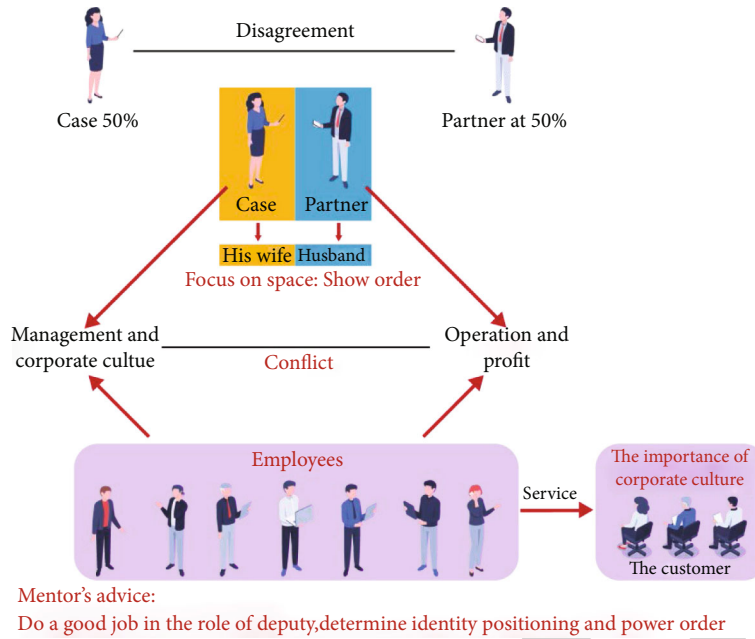 Disagreement
Case 50%
Partner at 50%
Case
Partner
His wife
Husband
Focus on space: Show order
Management and
corporate cultue
Operation and
profit
Conflict
Employees
Service
The importance of
corporate culture
The customer
Mentor's advice:
Do a good job in the role of deputy,determine identity positioning and power order